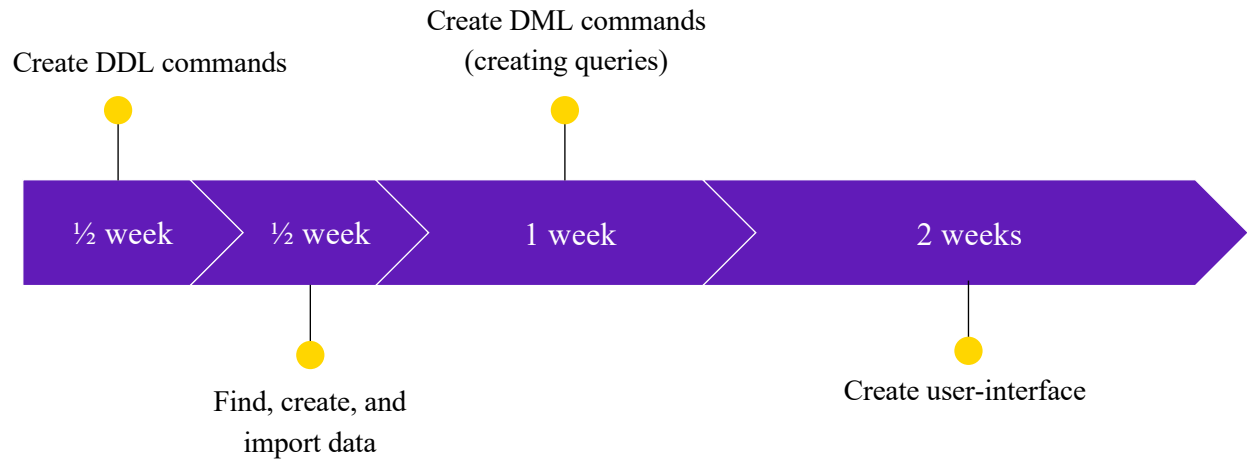 Create DDL commands
Create DML commands
(creating queries)
½ week
½ week
1 week
2 weeks
Find, create, and
import data
Create user-interface